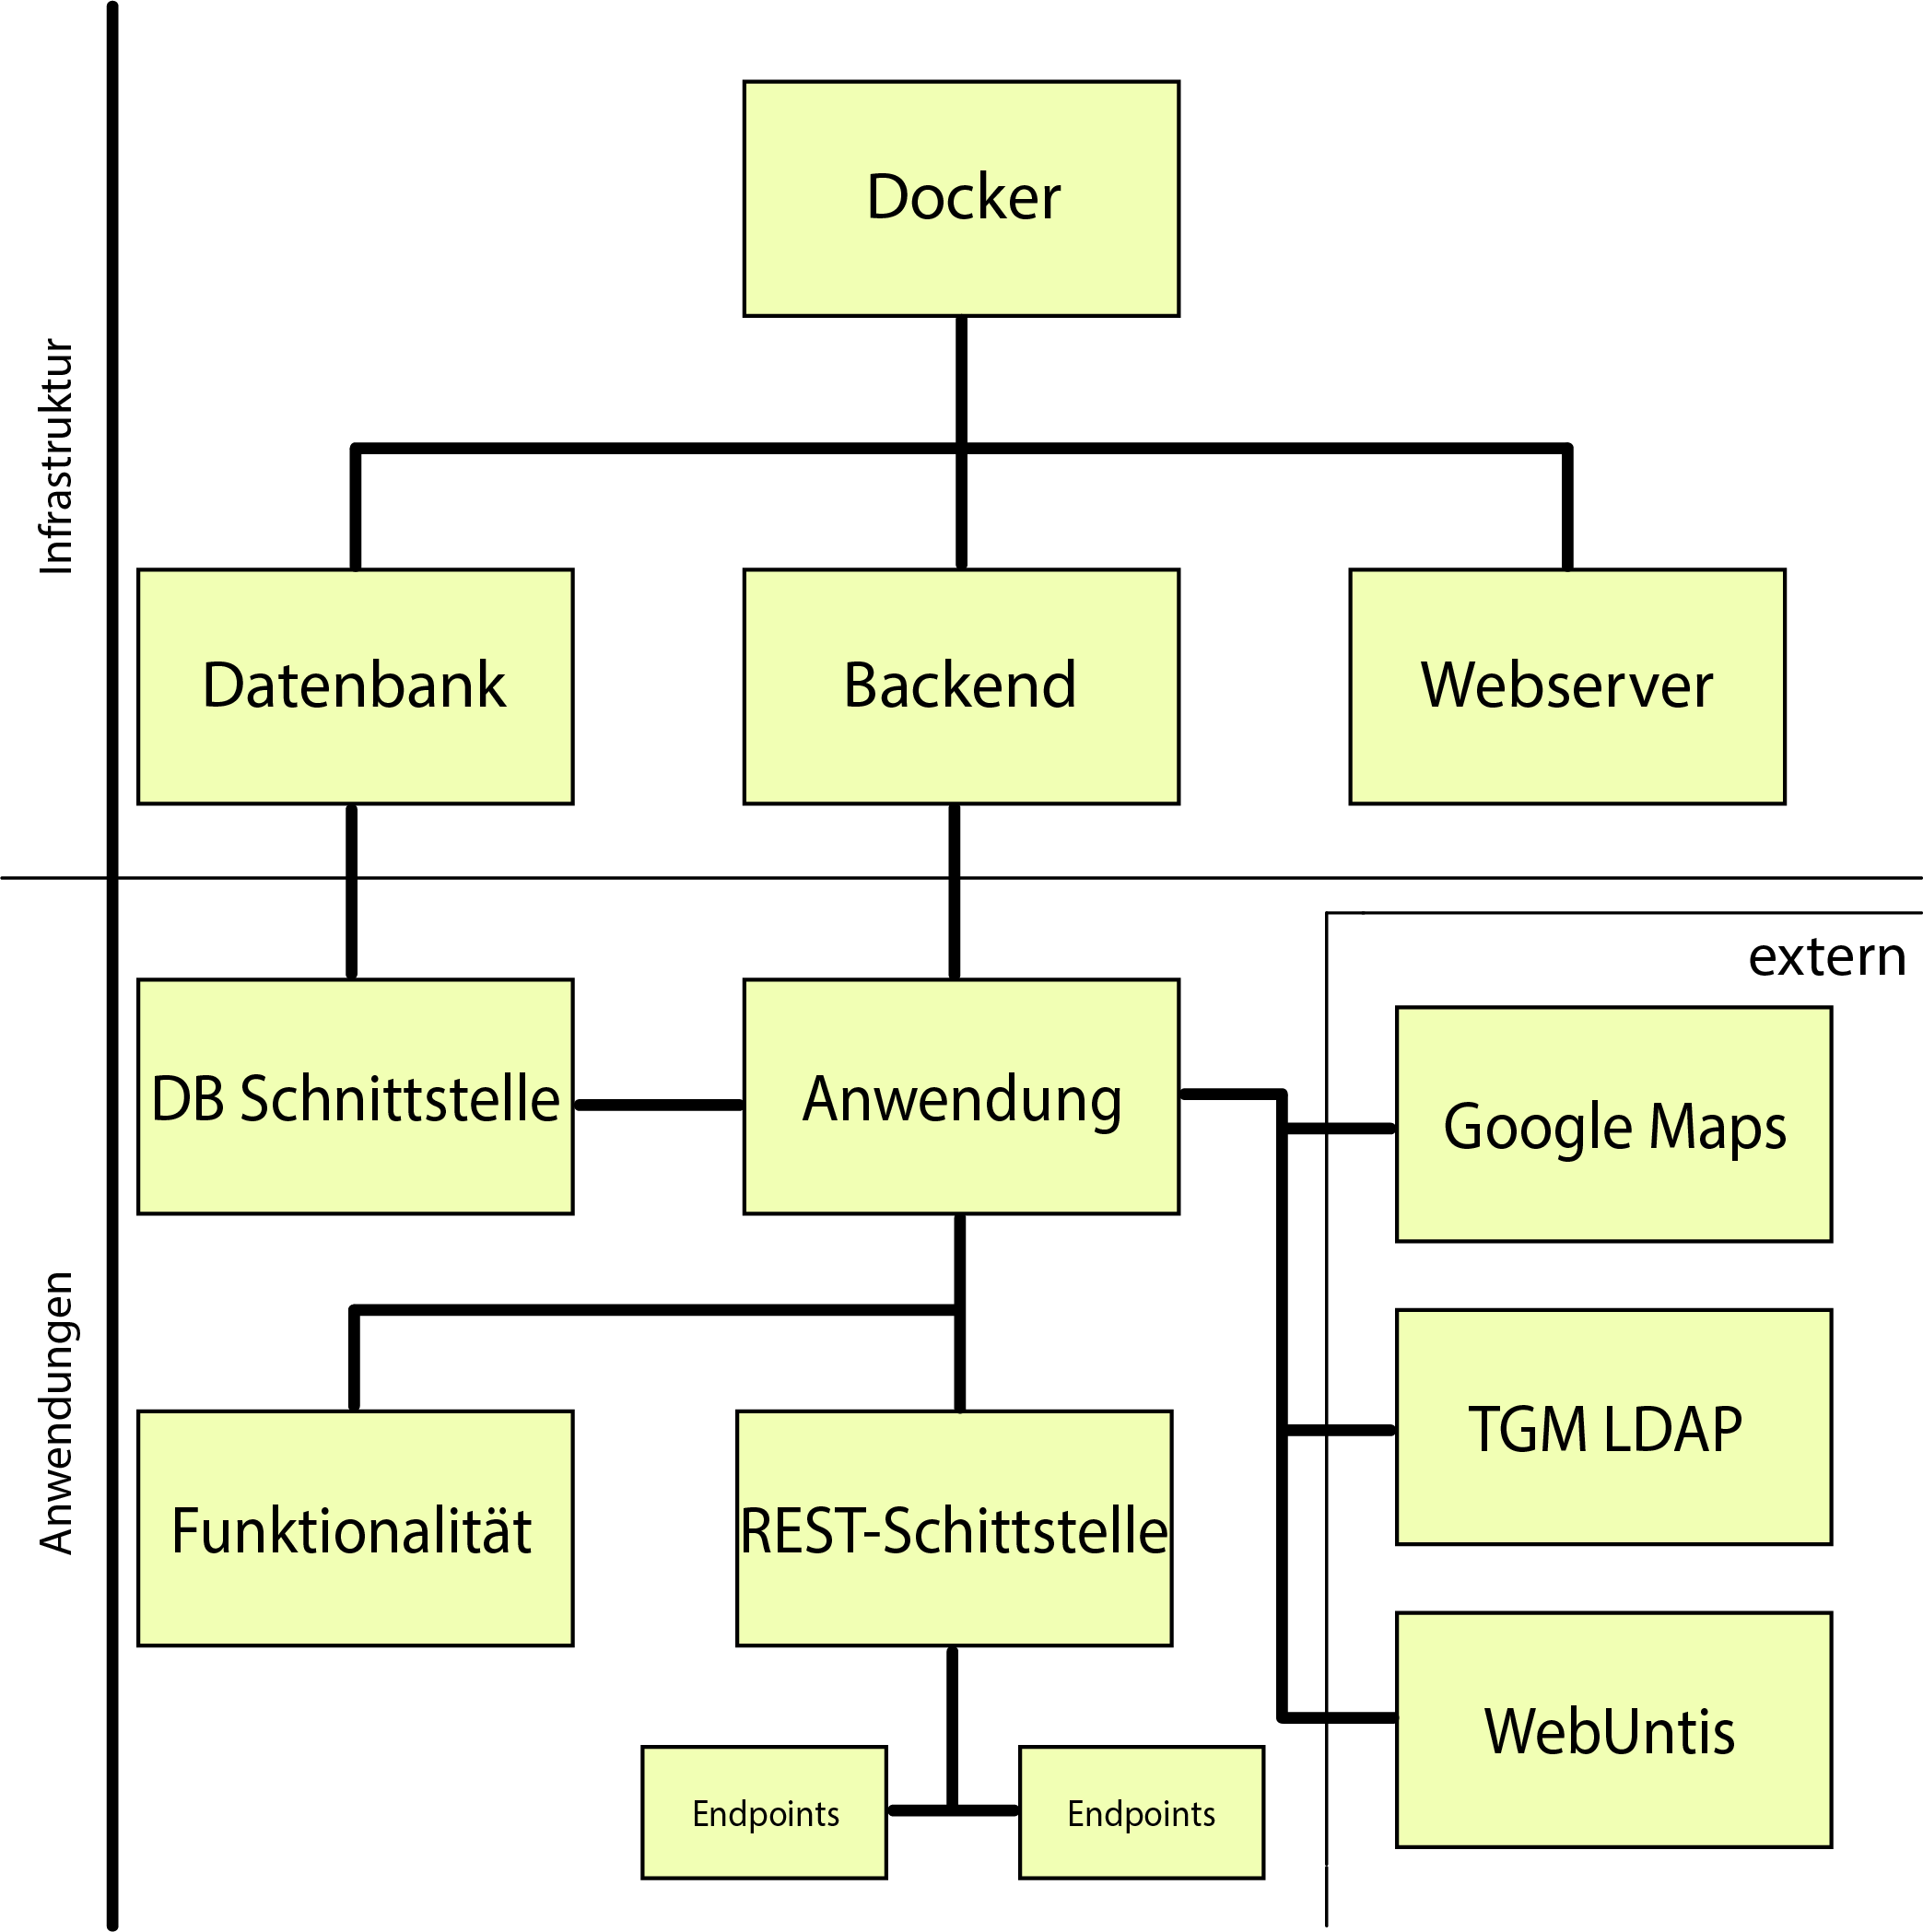 Docker
Infrastruktur
Datenbank
Backend
Webserver
extern
DB Schnittstelle
Anwendung
Google Maps
Anwendungen
TGM LDAP
Funktionalität
REST-Schittstelle
WebUntis
Endpoints
Endpoints